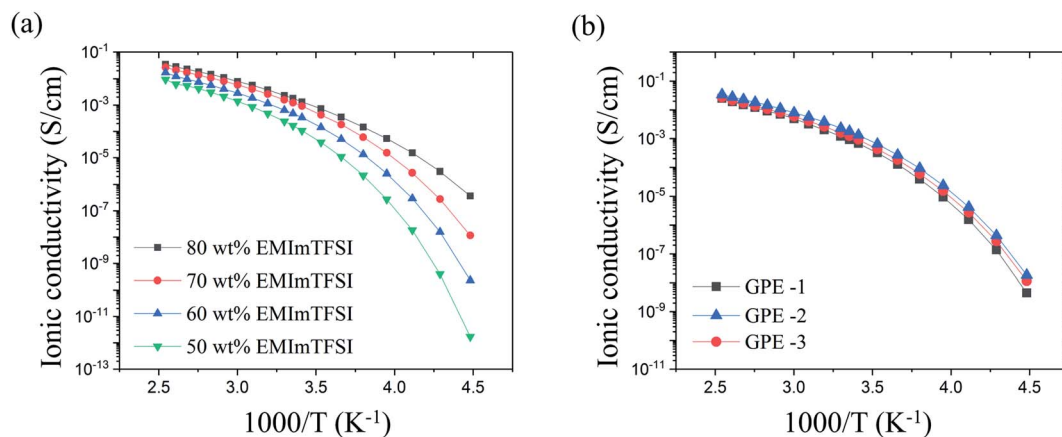 (a)
Ionic conductivity (S/cm)
10⁻¹
10⁻³
10⁻⁵
10⁻⁷
10⁻⁹
10⁻¹¹
10⁻¹³
80 wt% EMImTFSI
70 wt% EMImTFSI
60 wt% EMImTFSI
50 wt% EMImTFSI
2.5 3.0 3.5 4.0 4.5
1000/T (K⁻¹)
(b)
Ionic conductivity (S/cm)
10⁻¹
10⁻³
10⁻⁵
10⁻⁷
10⁻⁹
10⁻¹¹
GPE -1
GPE -2
GPE -3
2.5 3.0 3.5 4.0 4.5
1000/T (K⁻¹)